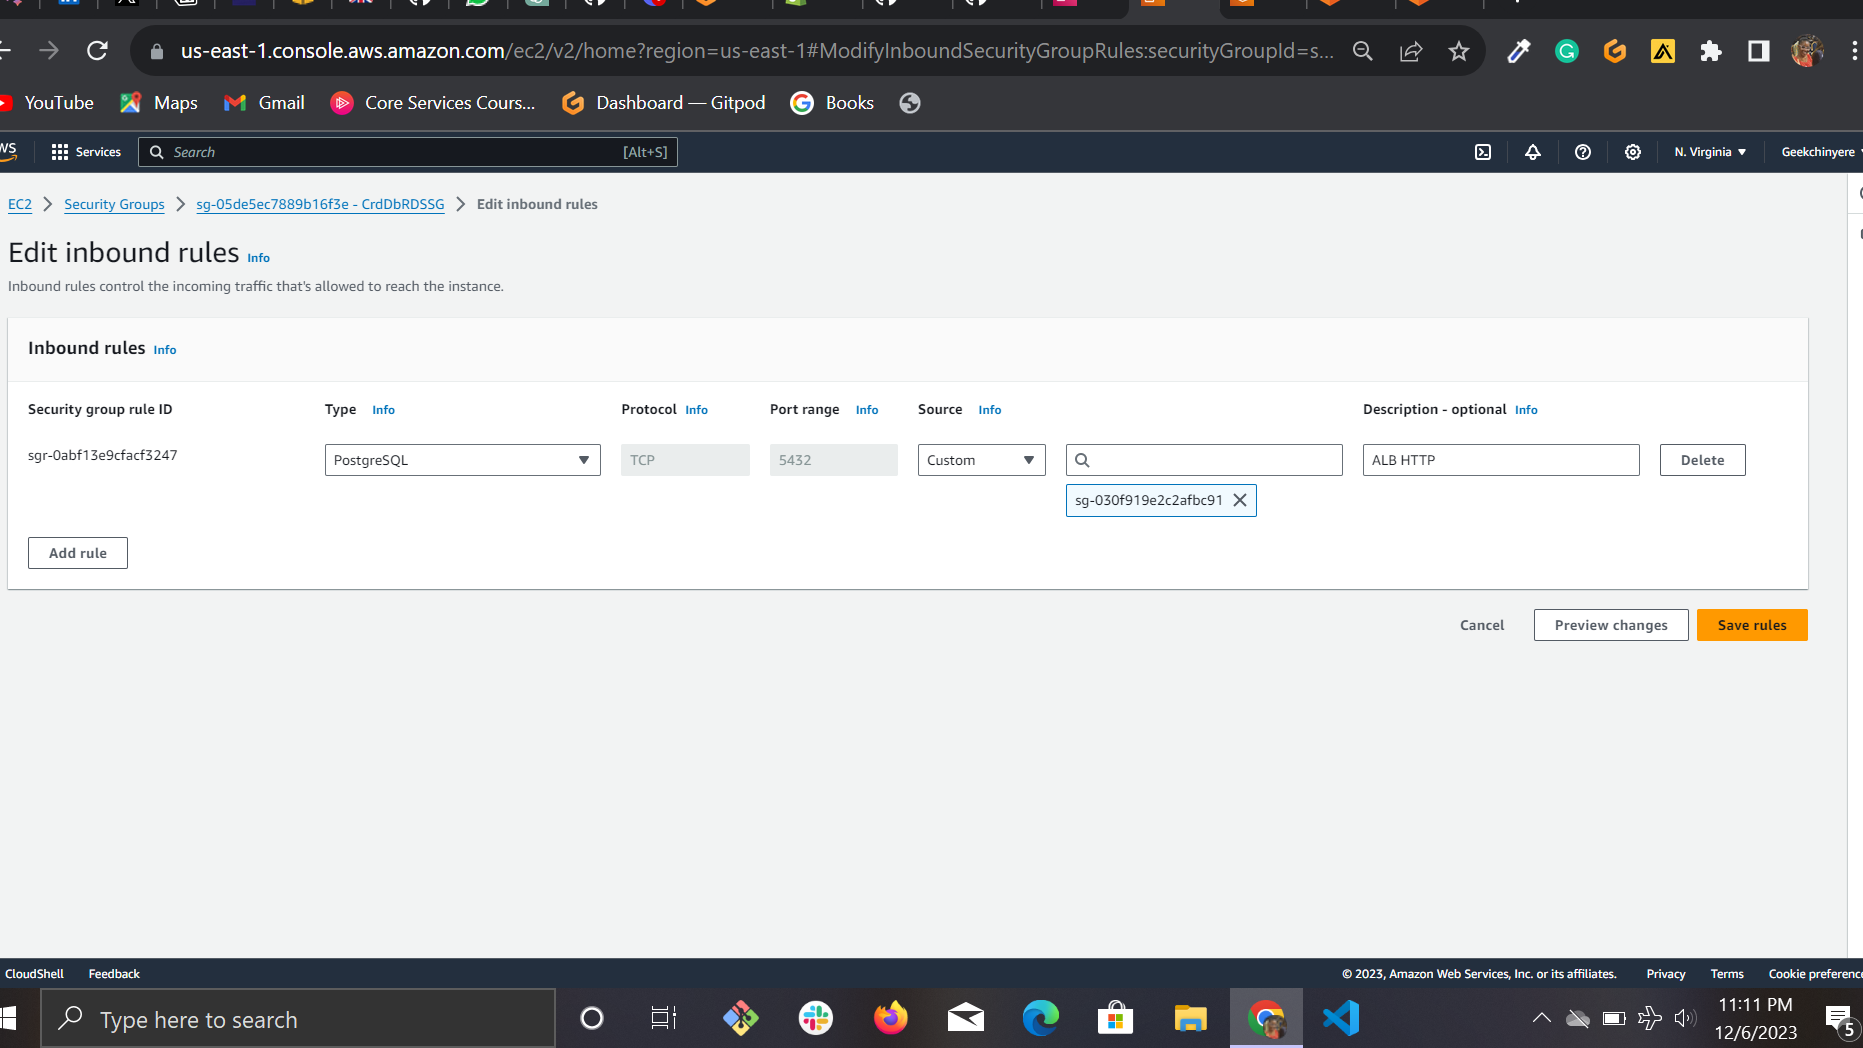 us-east-1.console.aws.amazon.com/ec2/v2/home?region=us-east-1#ModifyInboundSecurityGroupRules:securityGroupId=s...
YouTube Maps Gmail Core Services Cours... Dashboard — Gitpod Books
Services Search [Alt+S] N. Virginia Geekchinyere
EC2 Security Groups sg-05de5ec7889b16f3e - CrdDbRDSSG Edit inbound rules
Edit inbound rules Info
Inbound rules control the incoming traffic that's allowed to reach the instance.
Inbound rules Info
Security group rule ID Type Info Protocol Info Port range Info Source Info Description - optional Info
sgr-0abf13e9cfacf3247 PostgreSQL TCP 5432 Custom ALB HTTP Delete
sg-030f919e2c2afbc91
Add rule
Cancel Preview changes Save rules
CloudShell Feedback © 2023, Amazon Web Services, Inc. or its affiliates. Privacy Terms Cookie preference
Type here to search 11:11 PM
12/6/2023 5